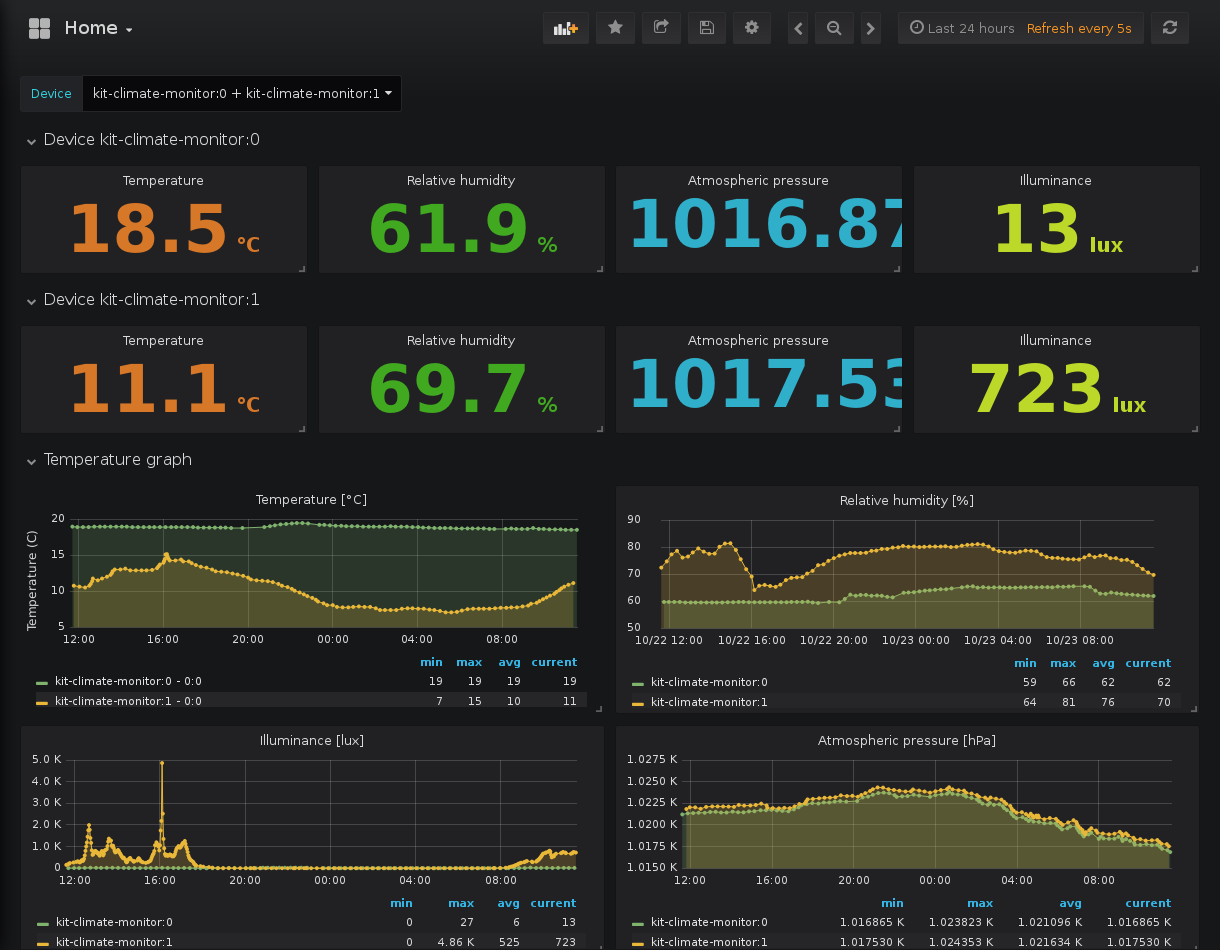 Home
Last 24 hours Refresh every 5s
Device kit-climate-monitor:0 + kit-climate-monitor:1
Device kit-climate-monitor:0
Temperature Relative humidity Atmospheric pressure Illuminance
18.5 °C 61.9 % 1016.87 13 lux
Device kit-climate-monitor:1
Temperature Relative humidity Atmospheric pressure Illuminance
11.1 °C 69.7 % 1017.53 723 lux
Temperature graph
Temperature [°C]
Temperature (C)
20
15
10
5
12:00 16:00 20:00 00:00 04:00 08:00
min max avg current
kit-climate-monitor:0 - 0:0 19 19 19 19
kit-climate-monitor:1 - 0:0 7 15 10 11
Relative humidity [%]
90
80
70
60
50
10/22 12:00 10/22 16:00 10/22 20:00 10/23 00:00 10/23 04:00 10/23 08:00
min max avg current
kit-climate-monitor:0 59 66 62 62
kit-climate-monitor:1 64 81 76 70
Illuminance [lux]
5.0 K
4.0 K
3.0 K
2.0 K
1.0 K
0
12:00 16:00 20:00 00:00 04:00 08:00
min max avg current
kit-climate-monitor:0 0 27 6 13
kit-climate-monitor:1 0 4.86 K 525 723
Atmospheric pressure [hPa]
1.0275 K
1.0250 K
1.0225 K
1.0200 K
1.0175 K
1.0150 K
12:00 16:00 20:00 00:00 04:00 08:00
min max avg current
kit-climate-monitor:0 1.016865 K 1.023823 K 1.021096 K 1.016865 K
kit-climate-monitor:1 1.017530 K 1.024353 K 1.021634 K 1.017530 K